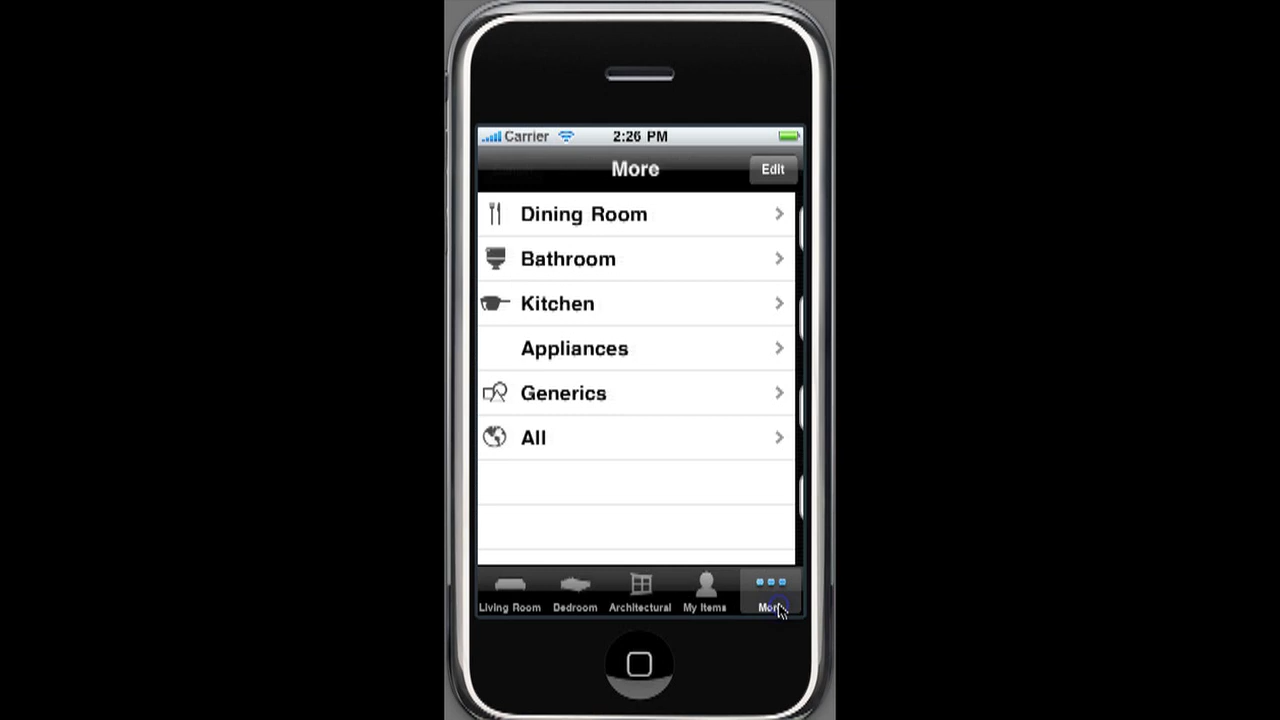 Carrier 2:26 PM
More Edit
Dining Room
Bathroom
Kitchen
Appliances
Generics
All
Living Room Bedroom Architectural My Items More